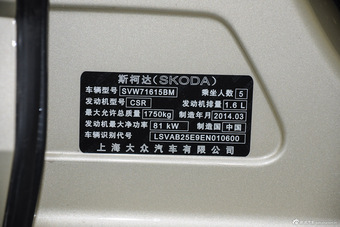 斯柯达(SKODA)
车辆型号 SVW71615BM 乘坐人数 5
发动机型号 CSR 发动机排量 1.6 L
最大允许总质量 1750kg 制造年月 2014.03
发动机最大净功率 81 kW 制造国 中国
车辆识别代号 LSVAB25E9EN010600
上海大众汽车有限公司